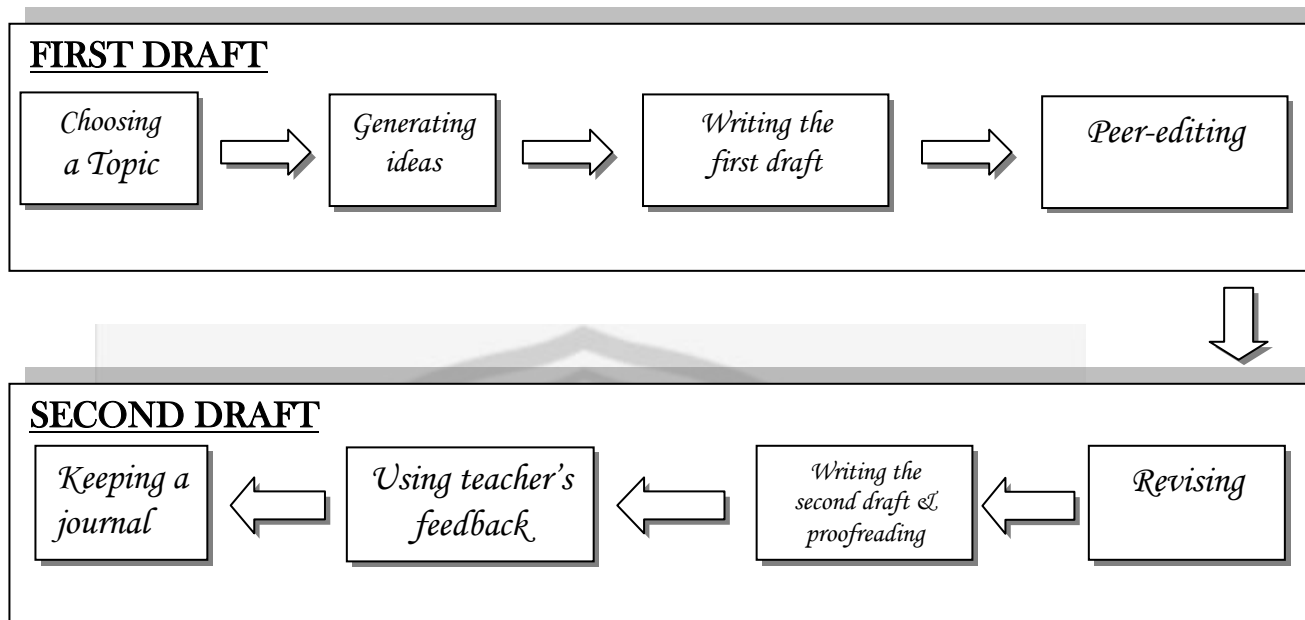 FIRST DRAFT
Choosing
a Topic
Generating
ideas
Writing the
first draft
Peer-editing
SECOND DRAFT
Keeping a
journal
Using teacher's
feedback
Writing the
second draft &
proofreading
Revising